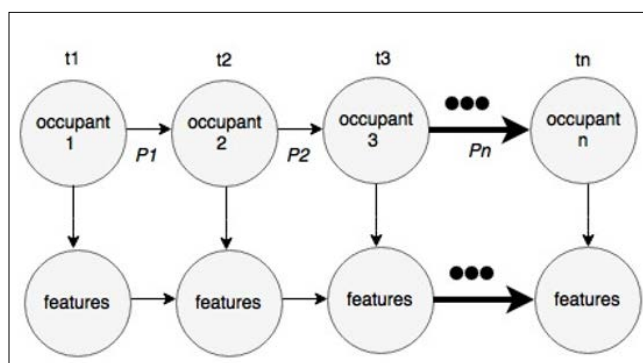 t1 t2 t3 tn
occupant occupant occupant occupant
1 2 3 n
P1 P2 Pn
features features features features